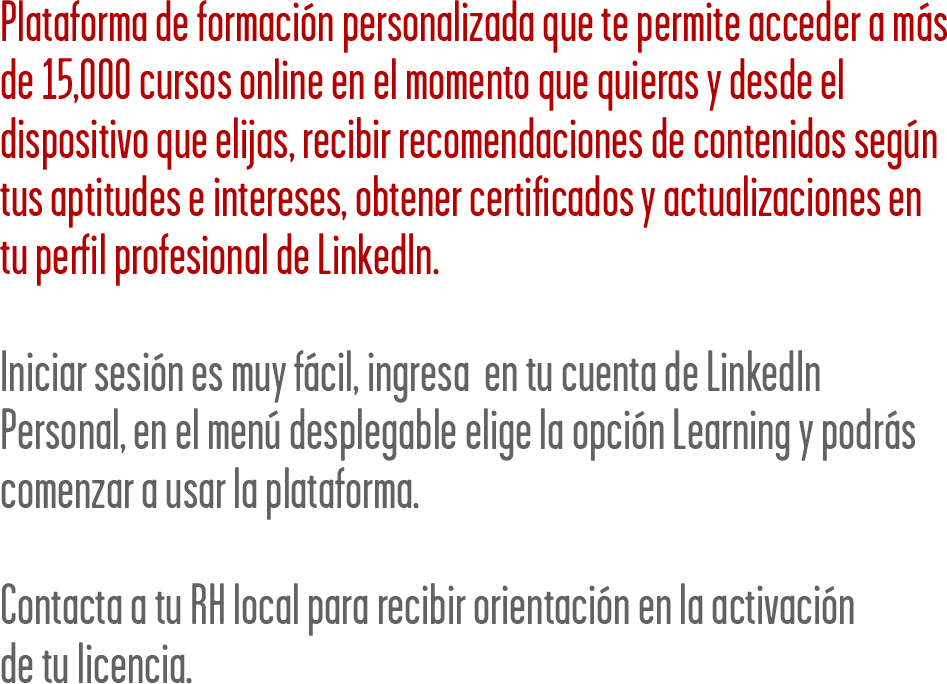 Plataforma de formación personalizada que te permite acceder a más
de 15,000 cursos online en el momento que quieras y desde el
dispositivo que elijas, recibir recomendaciones de contenidos según
tus aptitudes e intereses, obtener certificados y actualizaciones en
tu perfil profesional de LinkedIn.
Iniciar sesión es muy fácil, ingresa  en tu cuenta de LinkedIn
Personal, en el menú desplegable elige la opción Learning y podrás
comenzar a usar la plataforma.
Contacta a tu RH local para recibir orientación en la activación
de tu licencia.